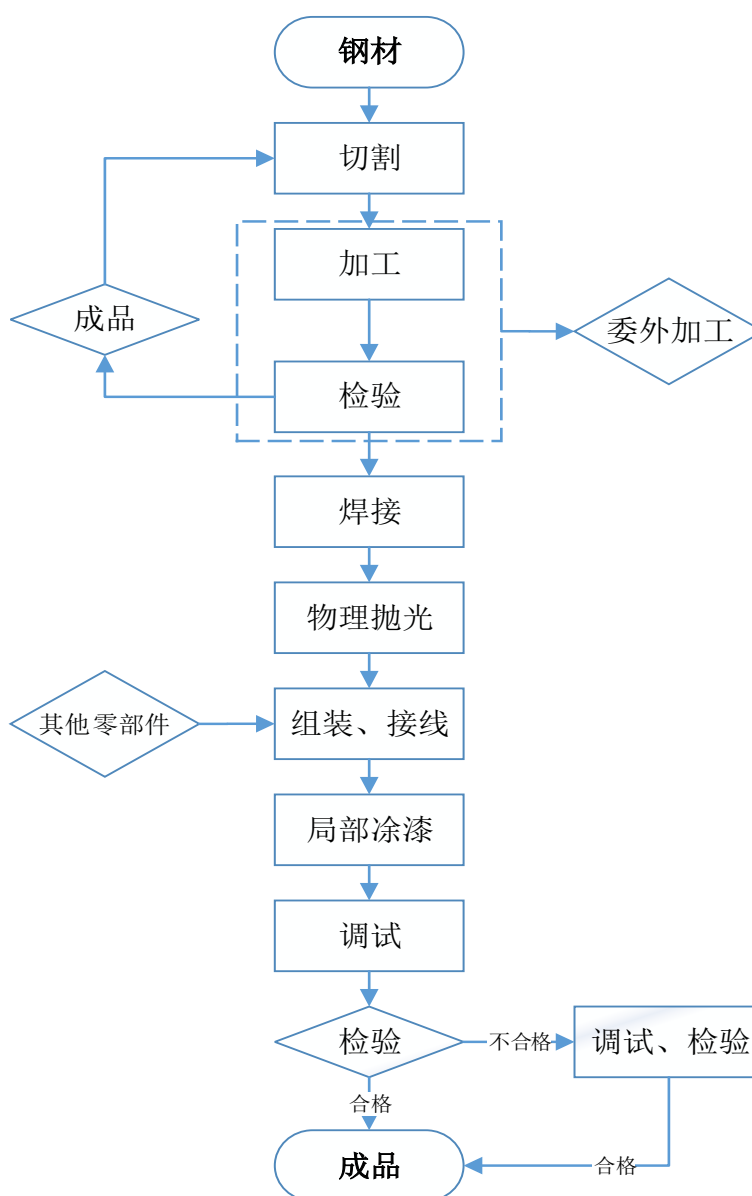 钢材
切割
加工
成品
委外加工
检验
焊接
物理抛光
其他零部件
组装、接线
局部涂漆
调试
检验
不合格
调试、检验
合格
成品
合格